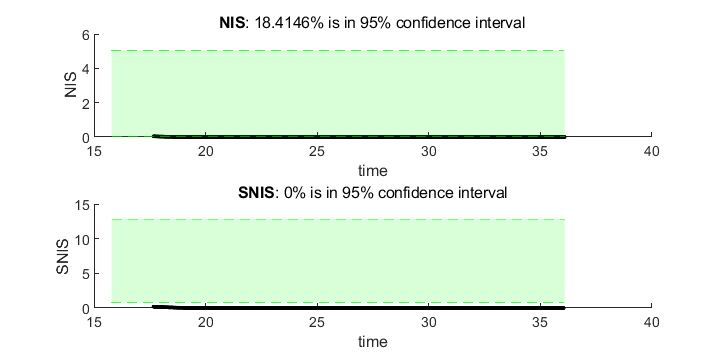 NIS: 18.4146% is in 95% confidence interval
6
4
2
0
NIS
15 20 25 30 35 40
time
SNIS: 0% is in 95% confidence interval
15
10
5
0
SNIS
15 20 25 30 35 40
time